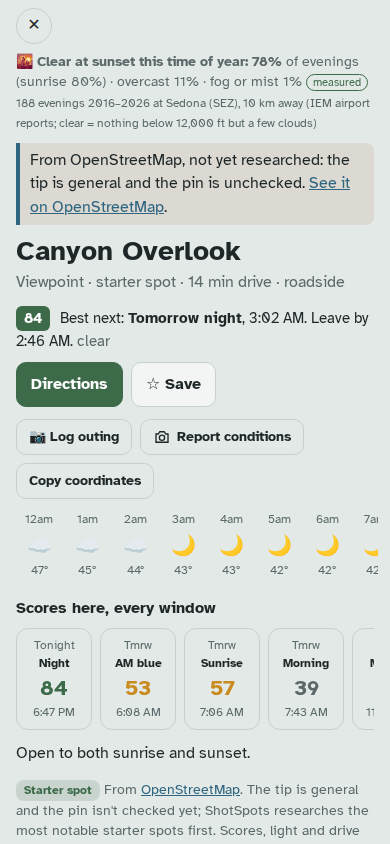 ✕
🌇 Clear at sunset this time of year: 78% of evenings
(sunrise 80%) · overcast 11% · fog or mist 1% measured
188 evenings 2016–2026 at Sedona (SEZ), 10 km away (IEM airport
reports; clear = nothing below 12,000 ft but a few clouds)
From OpenStreetMap, not yet researched: the
tip is general and the pin is unchecked. See it
on OpenStreetMap.
Canyon Overlook
Viewpoint · starter spot · 14 min drive · roadside
84 Best next: Tomorrow night, 3:02 AM. Leave by
2:46 AM. clear
Directions ☆ Save
📷 Log outing Report conditions
Copy coordinates
12am 1am 2am 3am 4am 5am 6am
47° 45° 44° 43° 43° 42° 42° 42
Scores here, every window
Tonight Tmrw Tmrw Tmrw
Night AM blue Sunrise Morning
84 53 57 39
6:47 PM 6:08 AM 7:06 AM 7:43 AM
Open to both sunrise and sunset.
Starter spot From OpenStreetMap. The tip is general
and the pin isn't checked yet; ShotSpots researches the
most notable starter spots first. Scores, light and drive